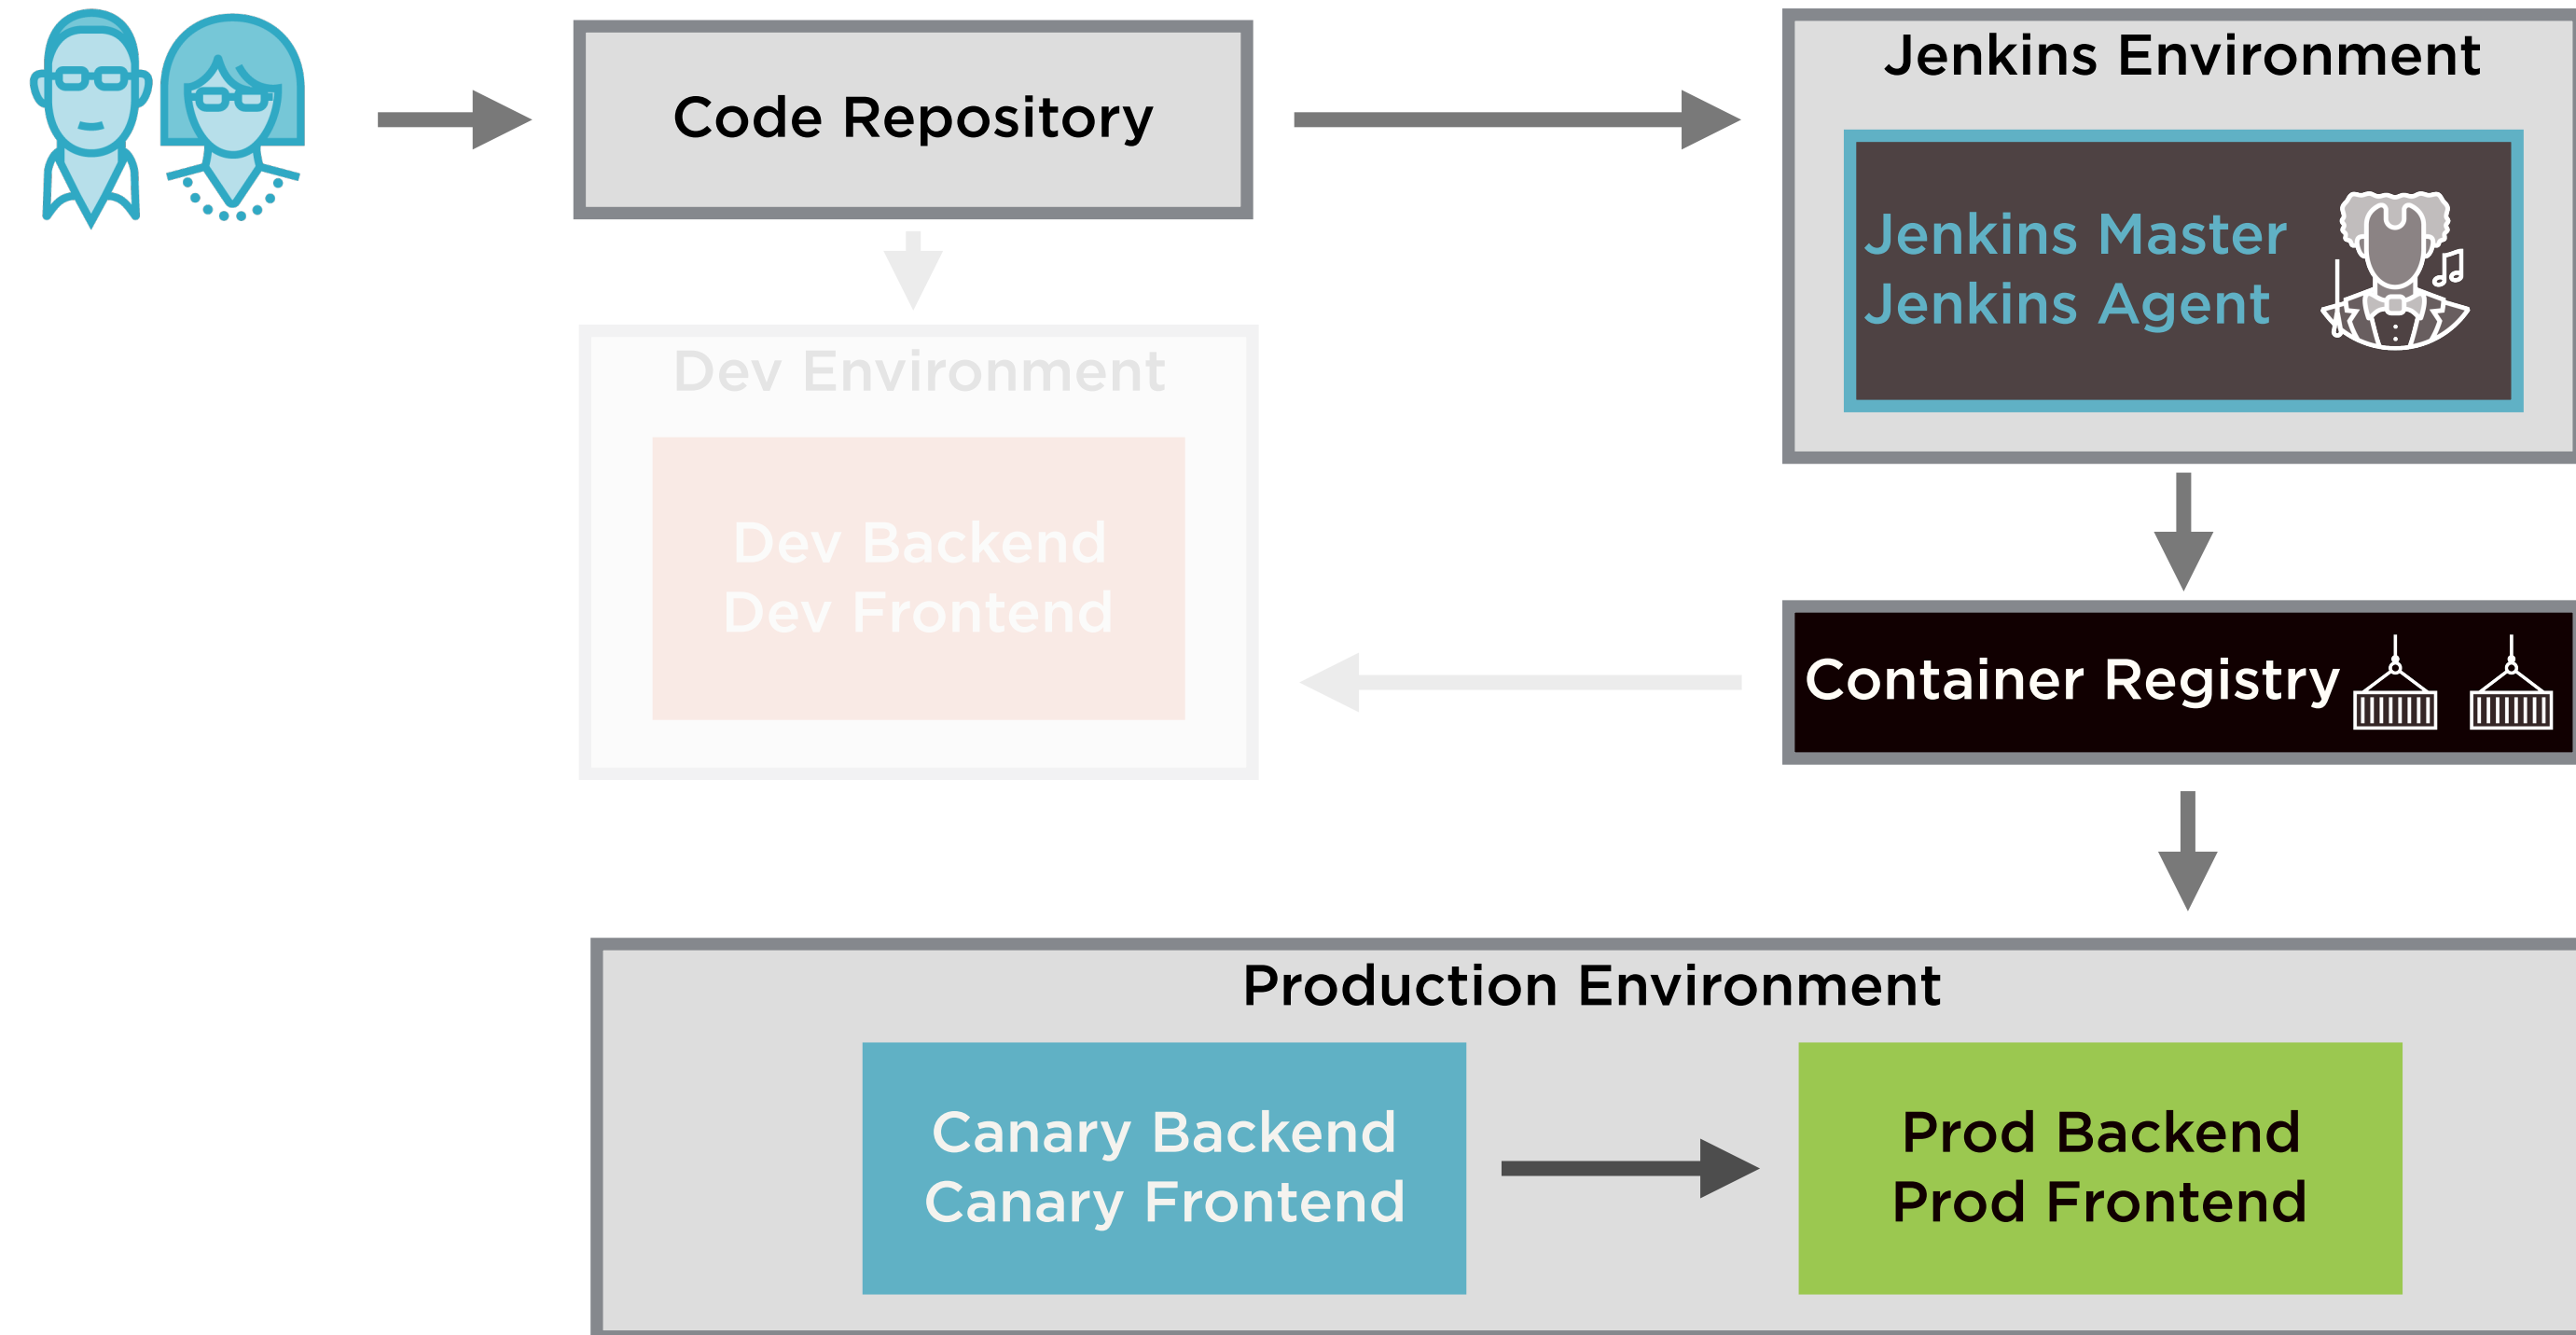 Code Repository
Jenkins Environment
Jenkins Master
Jenkins Agent
Dev Environment
Dev Backend
Dev Frontend
Container Registry
Production Environment
Canary Backend
Canary Frontend
Prod Backend
Prod Frontend